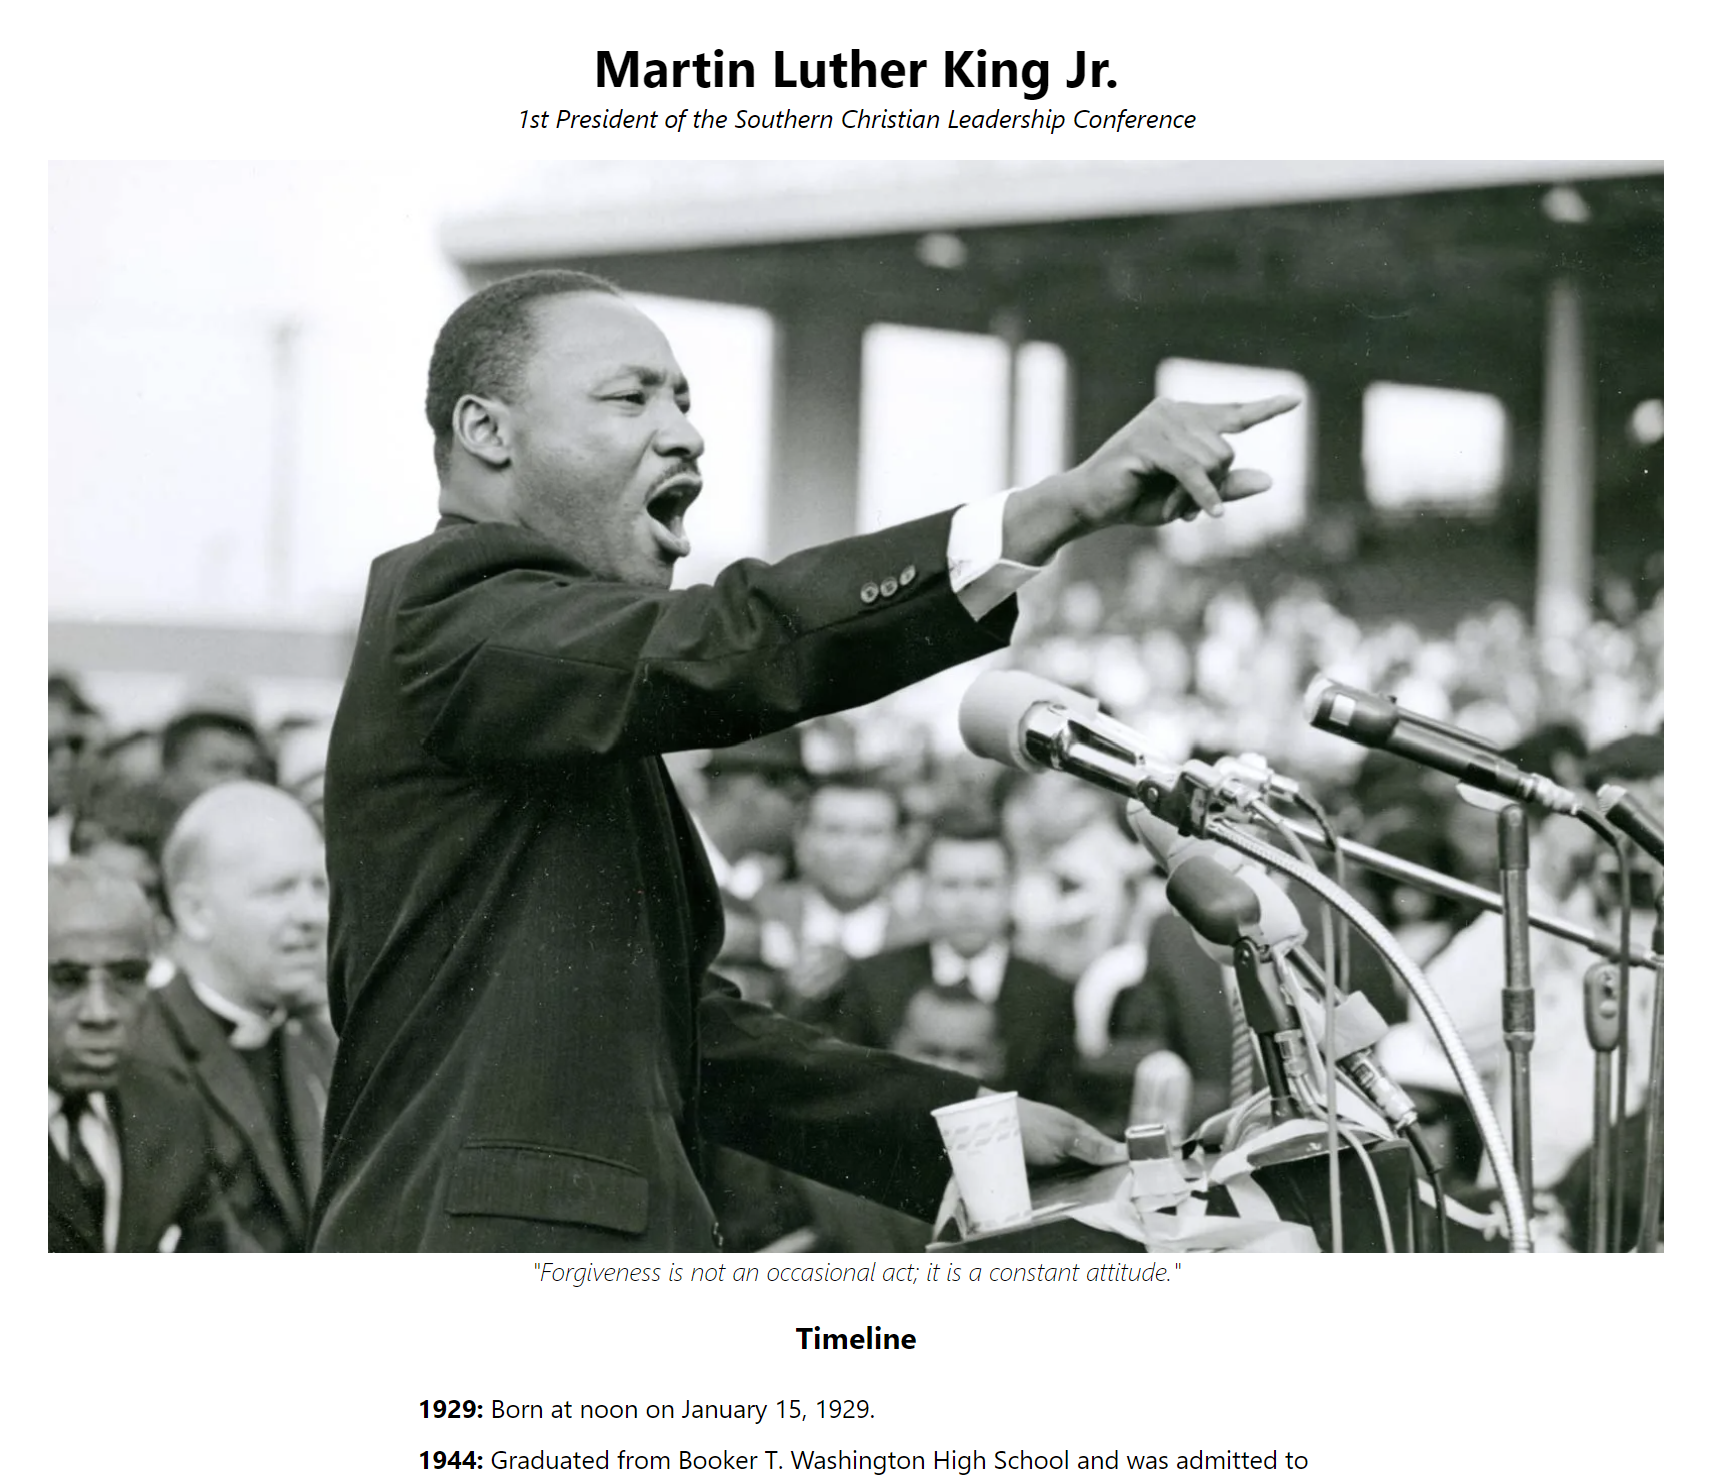 Martin Luther King Jr.
1st President of the Southern Christian Leadership Conference
"Forgiveness is not an occasional act; it is a constant attitude."
Timeline
1929: Born at noon on January 15, 1929.
1944: Graduated from Booker T. Washington High School and was admitted to